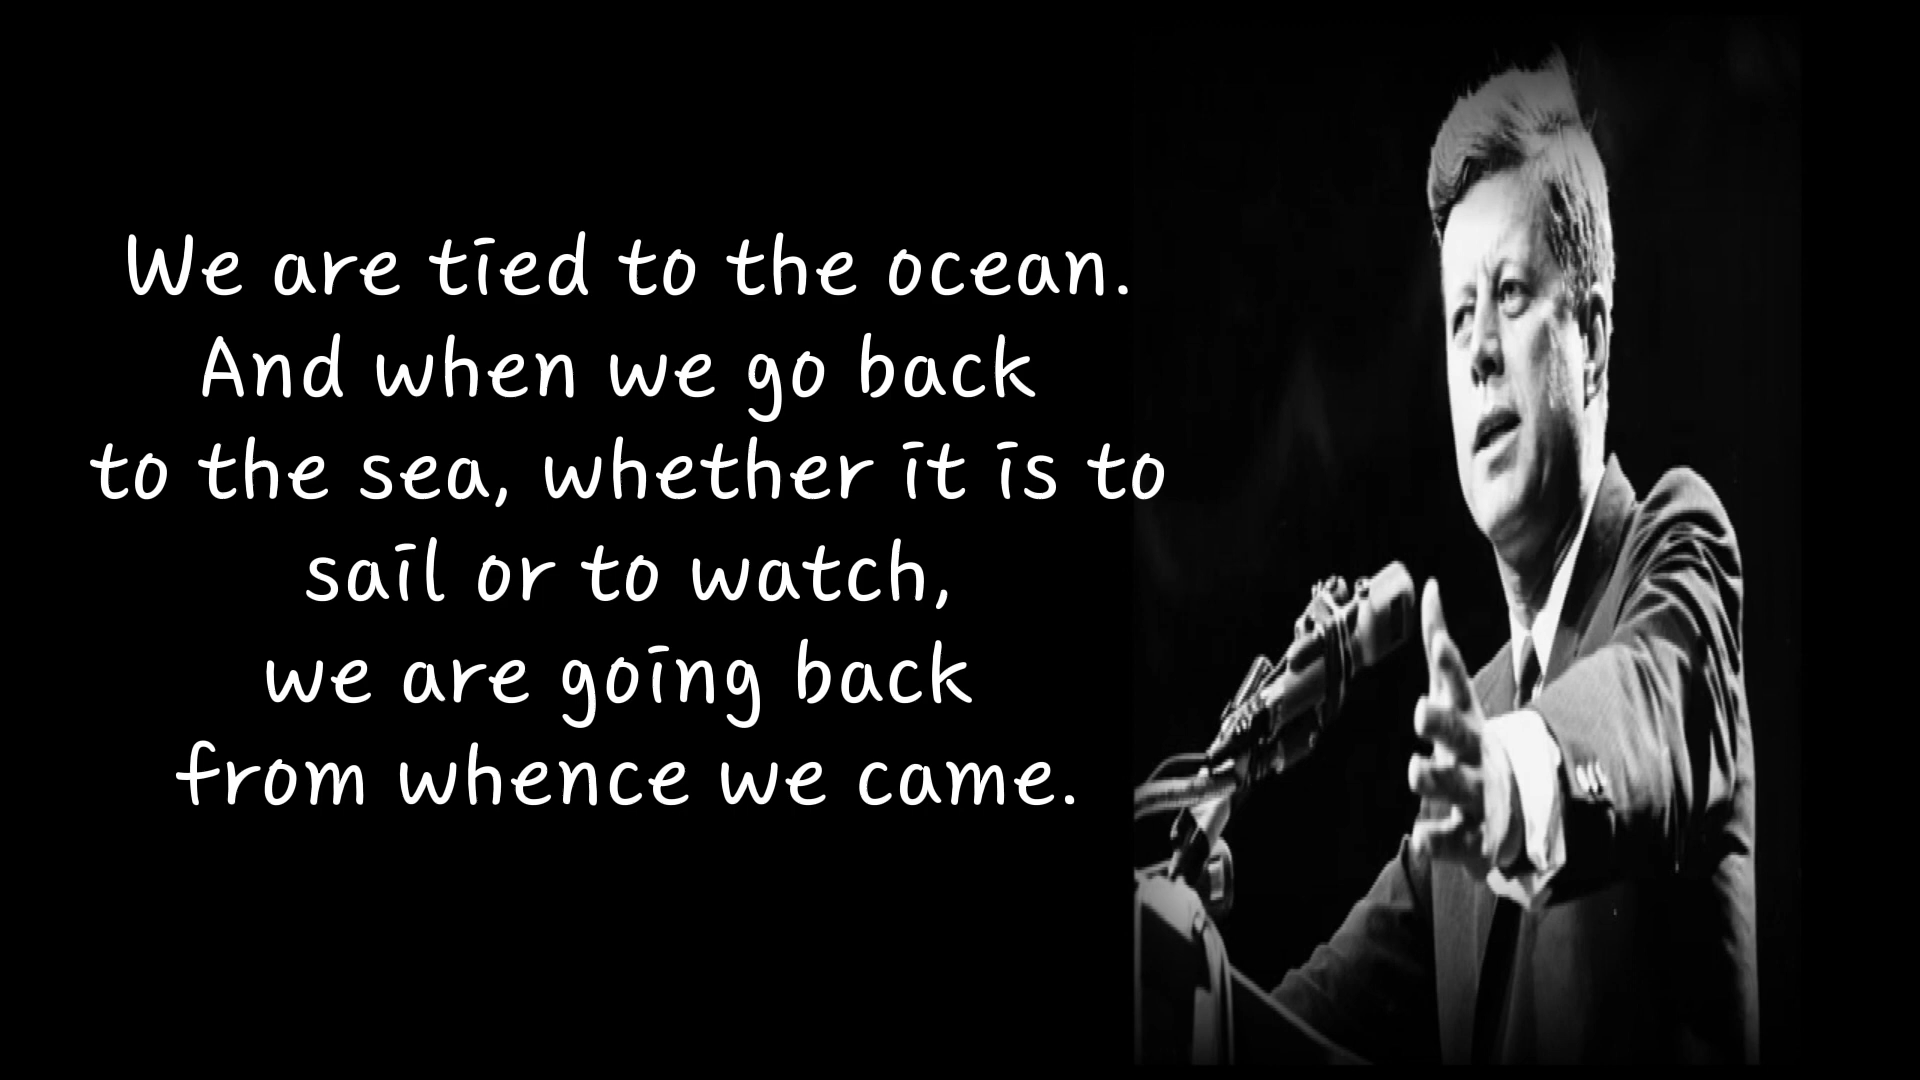 We are tied to the ocean.
And when we go back
to the sea, whether it is to
sail or to watch,
we are going back
from whence we came.